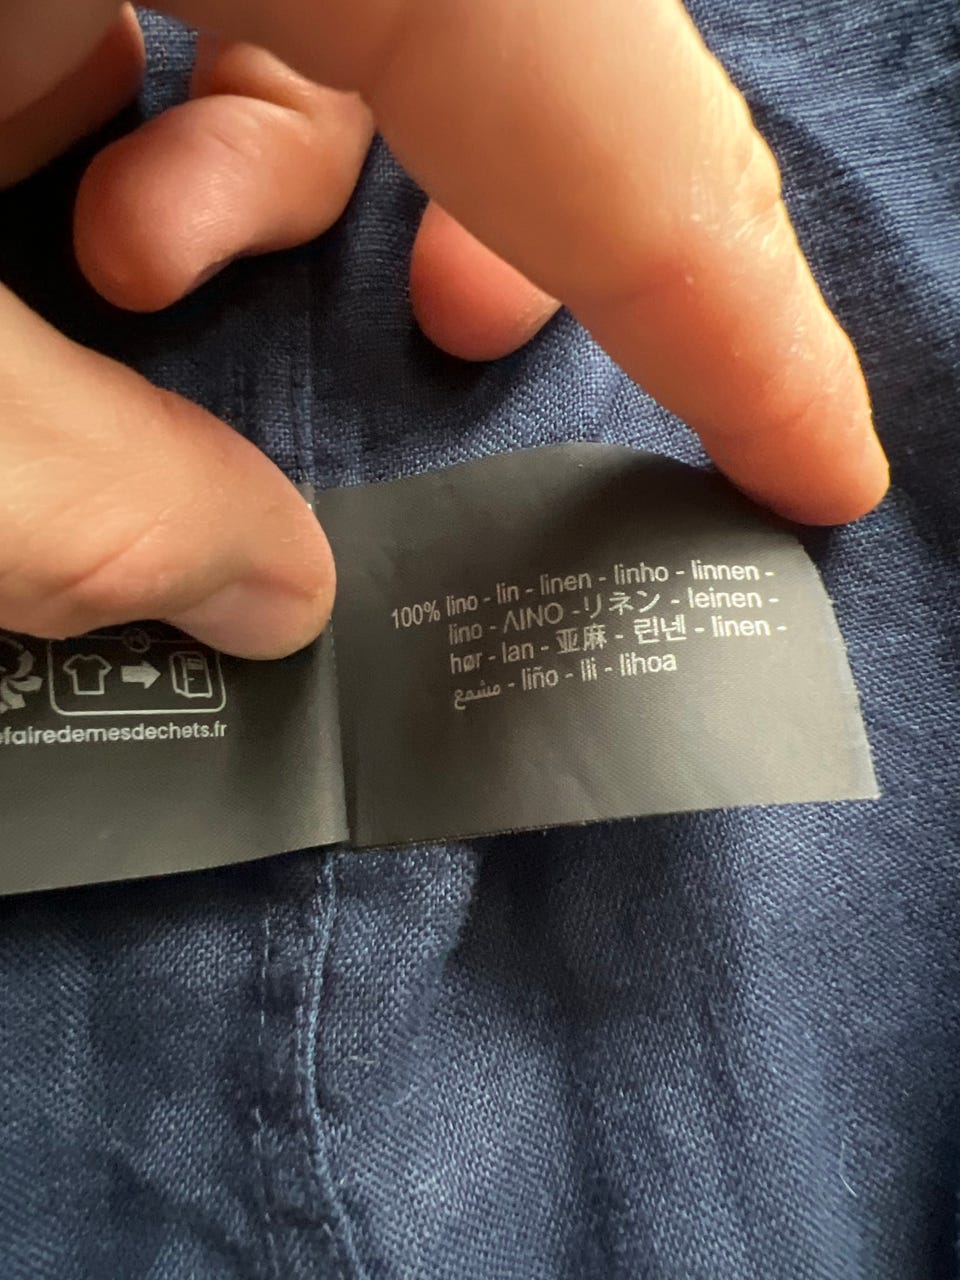 100% lino - lin - linen - linho - linnen -
lino - ΛΙΝΟ - リネン - leinen -
hør - lan - 亚麻 - 린넨 - linen -
مشمع - liño - lli - lihoa
efairedemesdechets.fr